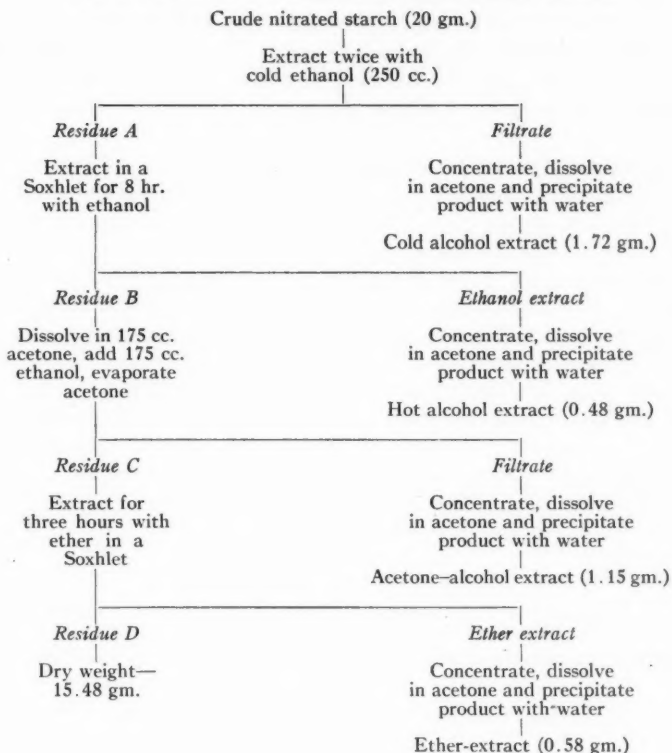 Crude nitrated starch (20 gm.)
Extract twice with
cold ethanol (250 cc.)
Residue A
Extract in a
Soxhlet for 8 hr.
with ethanol
Filtrate
Concentrate, dissolve
in acetone and precipitate
product with water
Cold alcohol extract (1.72 gm.)
Residue B
Dissolve in 175 cc.
acetone, add 175 cc.
ethanol, evaporate
acetone
Ethanol extract
Concentrate, dissolve
in acetone and precipitate
product with water
Hot alcohol extract (0.48 gm.)
Residue C
Extract for
three hours with
ether in a
Soxhlet
Filtrate
Concentrate, dissolve
in acetone and precipitate
product with water
Acetone–alcohol extract (1.15 gm.)
Residue D
Dry weight—
15.48 gm.
Ether extract
Concentrate, dissolve
in acetone and precipitate
product with water
Ether-extract (0.58 gm.)